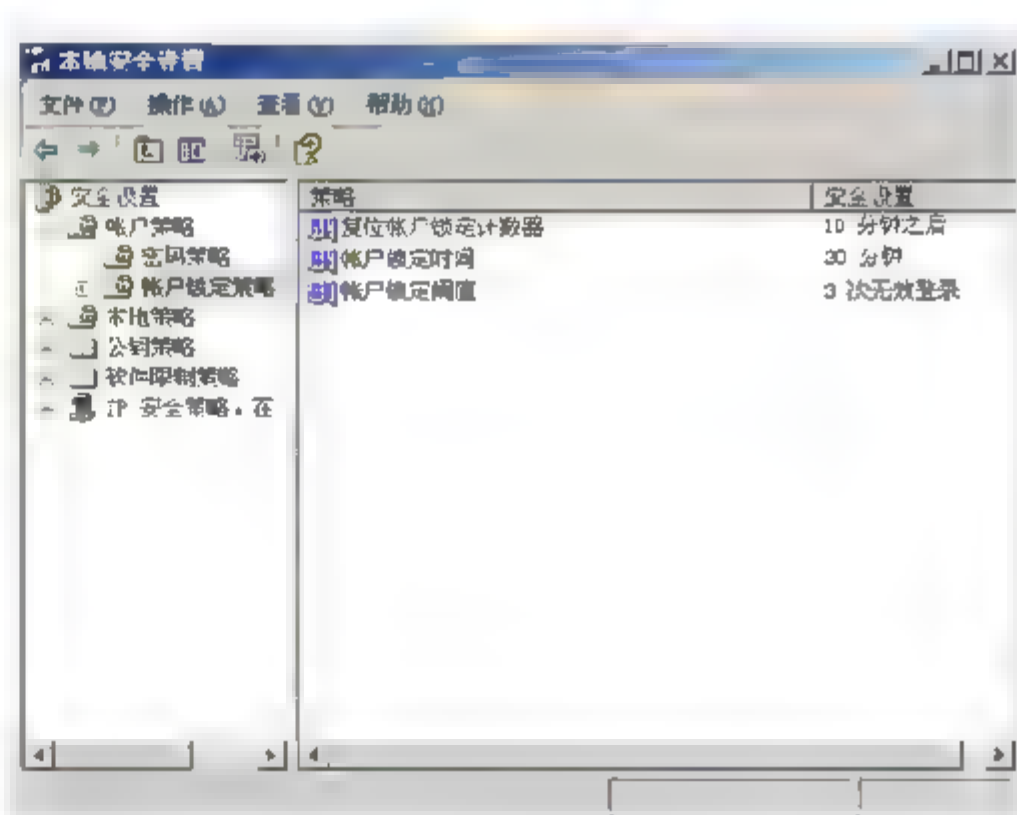 本地安全设置
文件(F) 操作(A) 查看(V) 帮助(H)
安全设置
帐户策略
密码策略
帐户锁定策略
本地策略
公钥策略
软件限制策略
IP 安全策略，在
策略 安全设置
复位帐户锁定计数器 10 分钟之后
帐户锁定时间 30 分钟
帐户锁定阈值 3 次无效登录